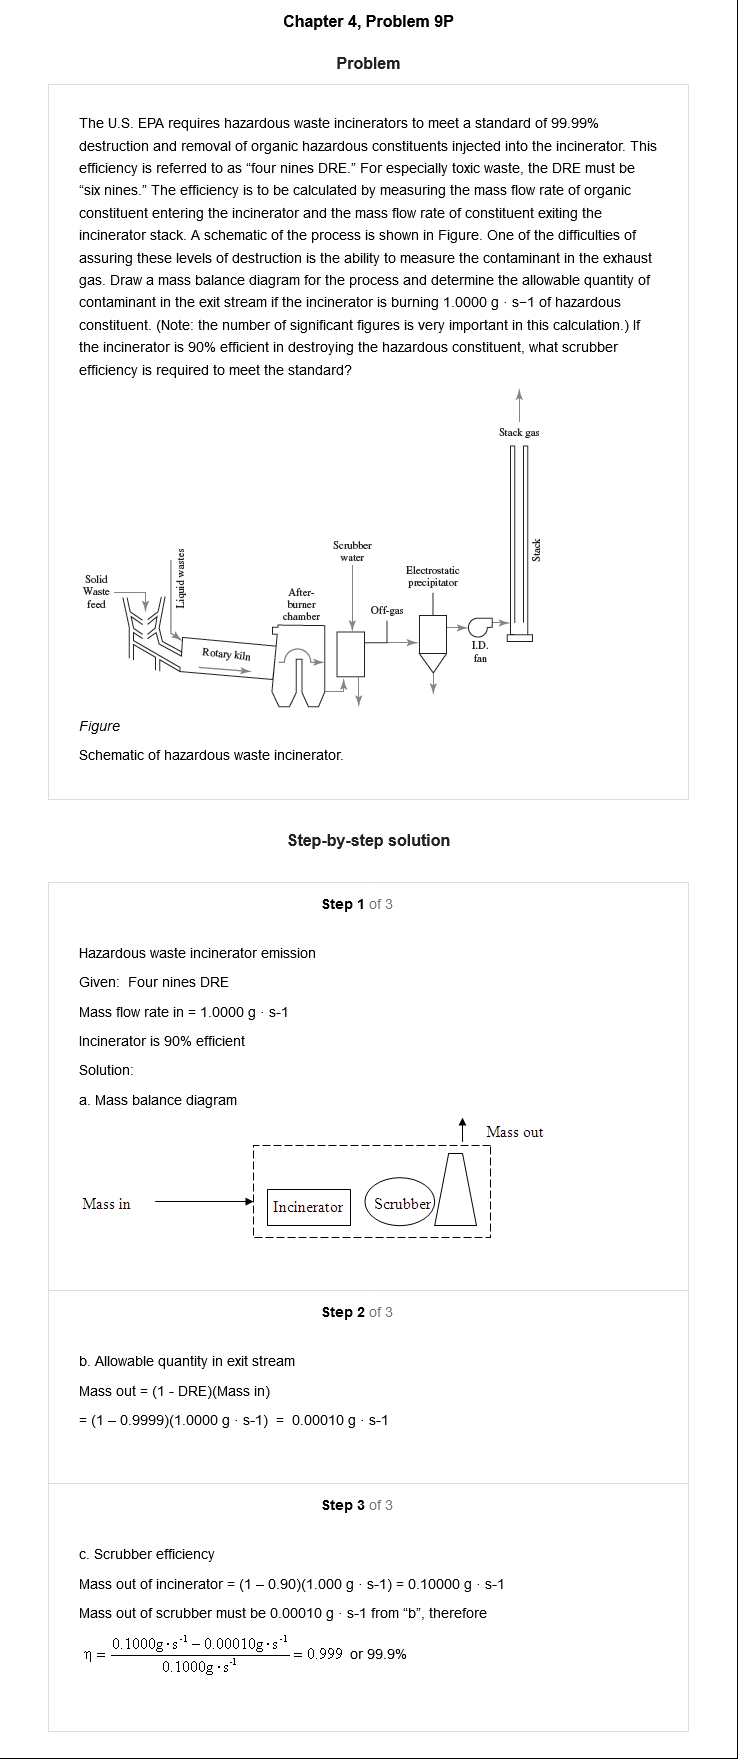 Chapter 4, Problem 9P
Problem
The U.S. EPA requires hazardous waste incinerators to meet a standard of 99.99%
destruction and removal of organic hazardous constituents injected into the incinerator. This
efficiency is referred to as “four nines DRE.” For especially toxic waste, the DRE must be
“six nines.” The efficiency is to be calculated by measuring the mass flow rate of organic
constituent entering the incinerator and the mass flow rate of constituent exiting the
incinerator stack. A schematic of the process is shown in Figure. One of the difficulties of
assuring these levels of destruction is the ability to measure the contaminant in the exhaust
gas. Draw a mass balance diagram for the process and determine the allowable quantity of
contaminant in the exit stream if the incinerator is burning 1.0000 g · s−1 of hazardous
constituent. (Note: the number of significant figures is very important in this calculation.) If
the incinerator is 90% efficient in destroying the hazardous constituent, what scrubber
efficiency is required to meet the standard?
Stack gas
Stack
Scrubber
water
Electrostatic
precipitator
Liquid wastes
Solid
Waste
feed
After-
burner
chamber
Off-gas
Rotary kiln
I.D.
fan
Figure
Schematic of hazardous waste incinerator.
Step-by-step solution
Step 1 of 3
Hazardous waste incinerator emission
Given:  Four nines DRE
Mass flow rate in = 1.0000 g · s-1
Incinerator is 90% efficient
Solution:
a. Mass balance diagram
Mass out
Mass in
Incinerator
Scrubber
Step 2 of 3
b. Allowable quantity in exit stream
Mass out = (1 - DRE)(Mass in)
= (1 – 0.9999)(1.0000 g · s-1)  =  0.00010 g · s-1
Step 3 of 3
c. Scrubber efficiency
Mass out of incinerator = (1 – 0.90)(1.000 g · s-1) = 0.10000 g · s-1
Mass out of scrubber must be 0.00010 g · s-1 from “b”, therefore
η = (0.1000g·s⁻¹ – 0.00010g·s⁻¹) / 0.1000g·s⁻¹ = 0.999 or 99.9%